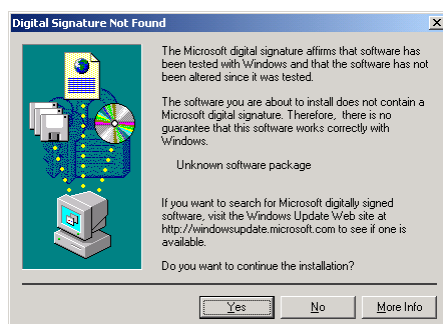 Digital Signature Not Found
The Microsoft digital signature affirms that software has
been tested with Windows and that the software has not
been altered since it was tested.
The software you are about to install does not contain a
Microsoft digital signature. Therefore, there is no
guarantee that this software works correctly with
Windows.
Unknown software package
If you want to search for Microsoft digitally signed
software, visit the Windows Update Web site at
http://windowsupdate.microsoft.com to see if one is
available.
Do you want to continue the installation?
Yes No More Info